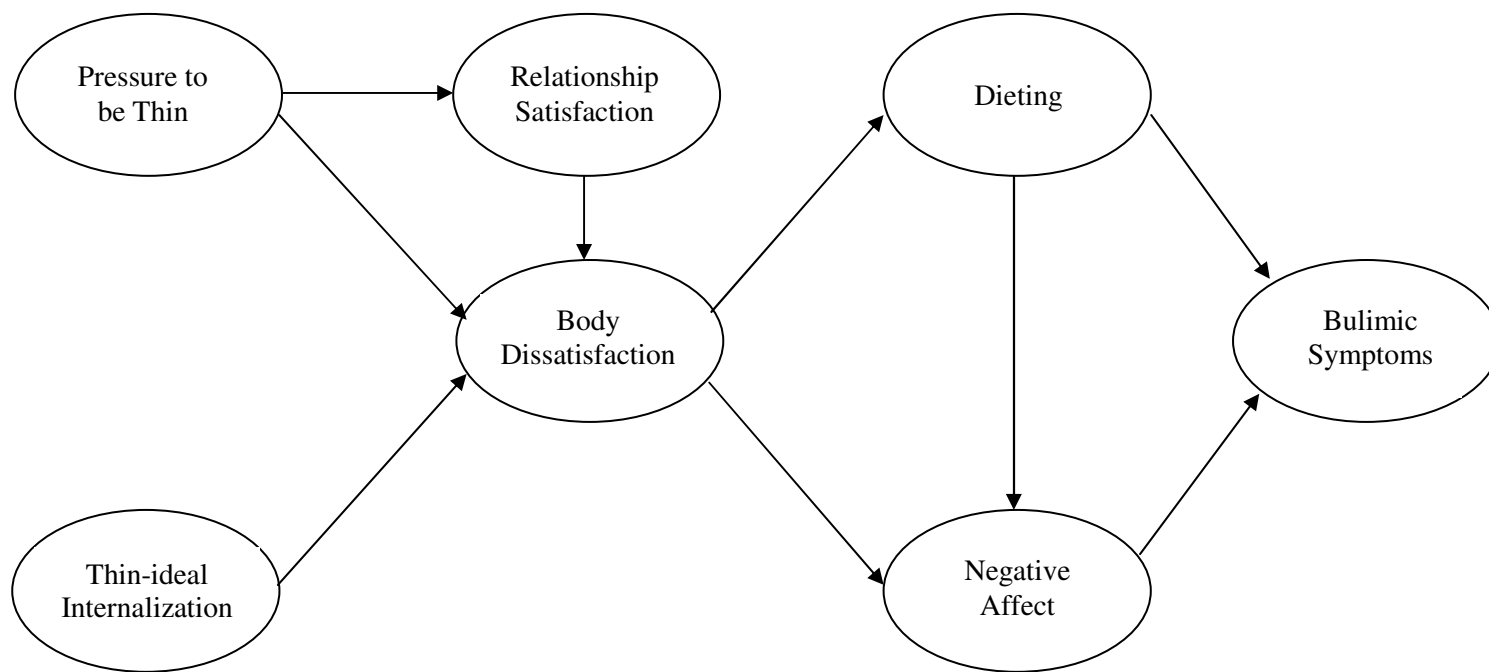 Pressure to
be Thin
Relationship
Satisfaction
Dieting
Body
Dissatisfaction
Bulimic
Symptoms
Thin-ideal
Internalization
Negative
Affect